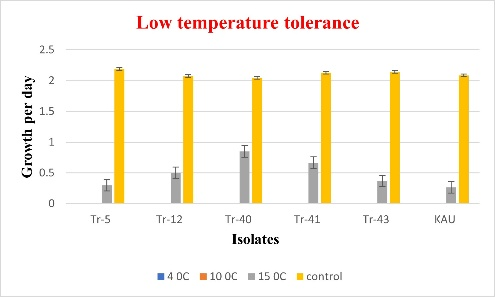 Low temperature tolerance
Growth per day
2.5
2
1.5
1
0.5
0
Tr-5 Tr-12 Tr-40 Tr-41 Tr-43 KAU
Isolates
4 0C 10 0C 15 0C control